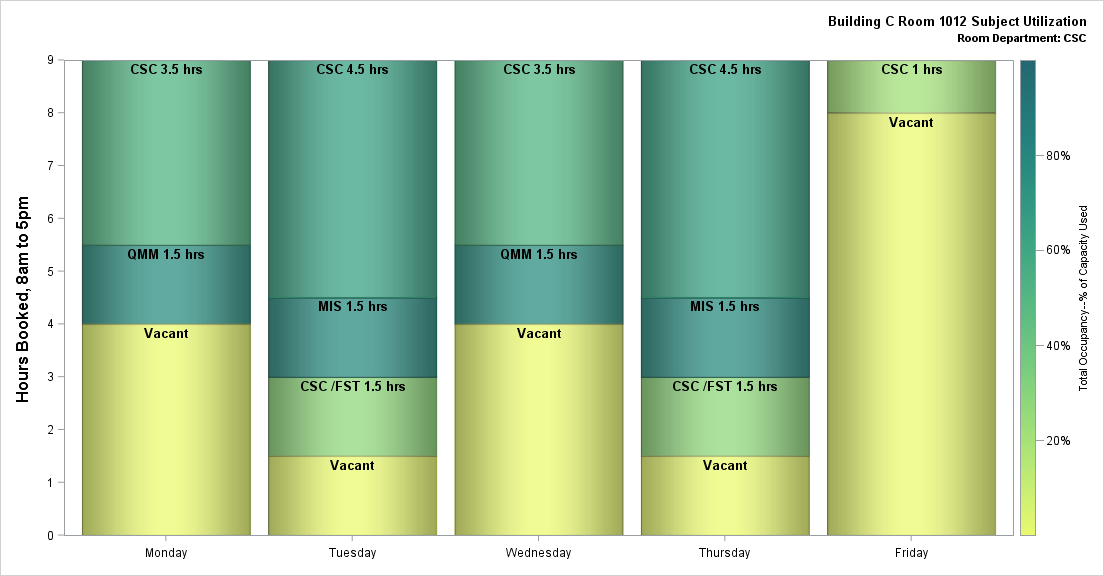 Building C Room 1012 Subject Utilization
Room Department: CSC
Hours Booked, 8am to 5pm
9
8
7
6
5
4
3
2
1
0
CSC 3.5 hrs
QMM 1.5 hrs
Vacant
CSC 4.5 hrs
MIS 1.5 hrs
CSC /FST 1.5 hrs
Vacant
CSC 3.5 hrs
QMM 1.5 hrs
Vacant
CSC 4.5 hrs
MIS 1.5 hrs
CSC /FST 1.5 hrs
Vacant
CSC 1 hrs
Vacant
Monday
Tuesday
Wednesday
Thursday
Friday
80%
60%
40%
20%
Total Occupancy--% of Capacity Used